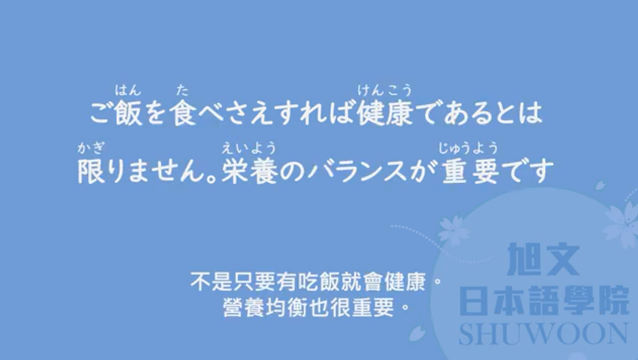 はん た けんこう
ご飯を食べさえすれば健康であるとは
かぎ えいよう じゅうよう
限りません。栄養のバランスが重要です
不是只要有吃飯就會健康。
營養均衡也很重要。
旭文
日本語學院
SHUWOON